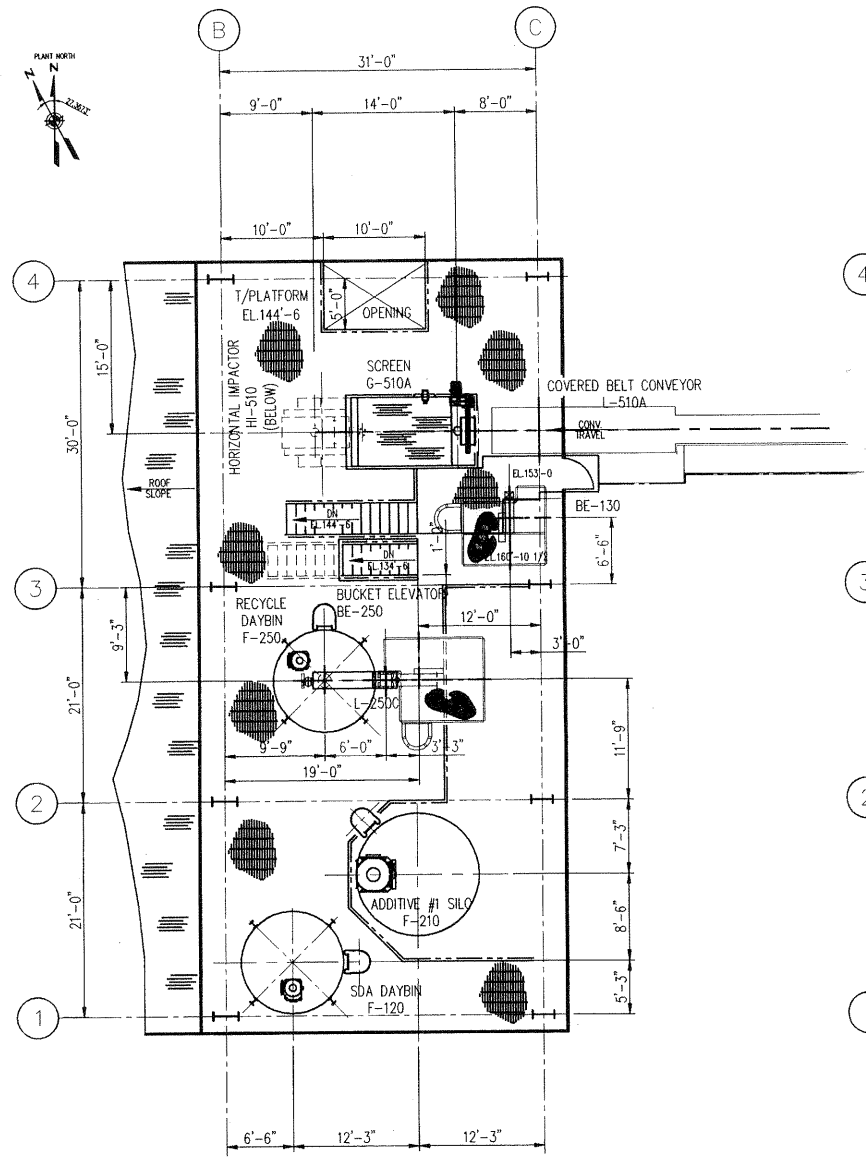 B
C
PLANT NORTH
N
N
27.3673°
31'-0"
9'-0"
14'-0"
8'-0"
10'-0"
10'-0"
4
4
T/PLATFORM
EL.144'-6
5'-0"
OPENING
15'-0"
30'-0"
HORIZONTAL IMPACTOR
HI-510
(BELOW)
SCREEN
G-510A
COVERED BELT CONVEYOR
L-510A
CONV.
TRAVEL
ROOF
SLOPE
EL.153'-0
BE-130
DN
EL.144'-6
EL.160'-10 1/2
6'-6"
DN
EL.134'-6
3
3
BUCKET ELEVATOR
BE-250
RECYCLE
DAYBIN
F-250
12'-0"
3'-0"
9'-3"
21'-0"
L-250C
9'-9"
6'-0"
3'-3"
19'-0"
11'-9"
2
2
7'-3"
ADDITIVE #1 SILO
F-210
21'-0"
8'-6"
SDA DAYBIN
F-120
5'-3"
1
6'-6"
12'-3"
12'-3"